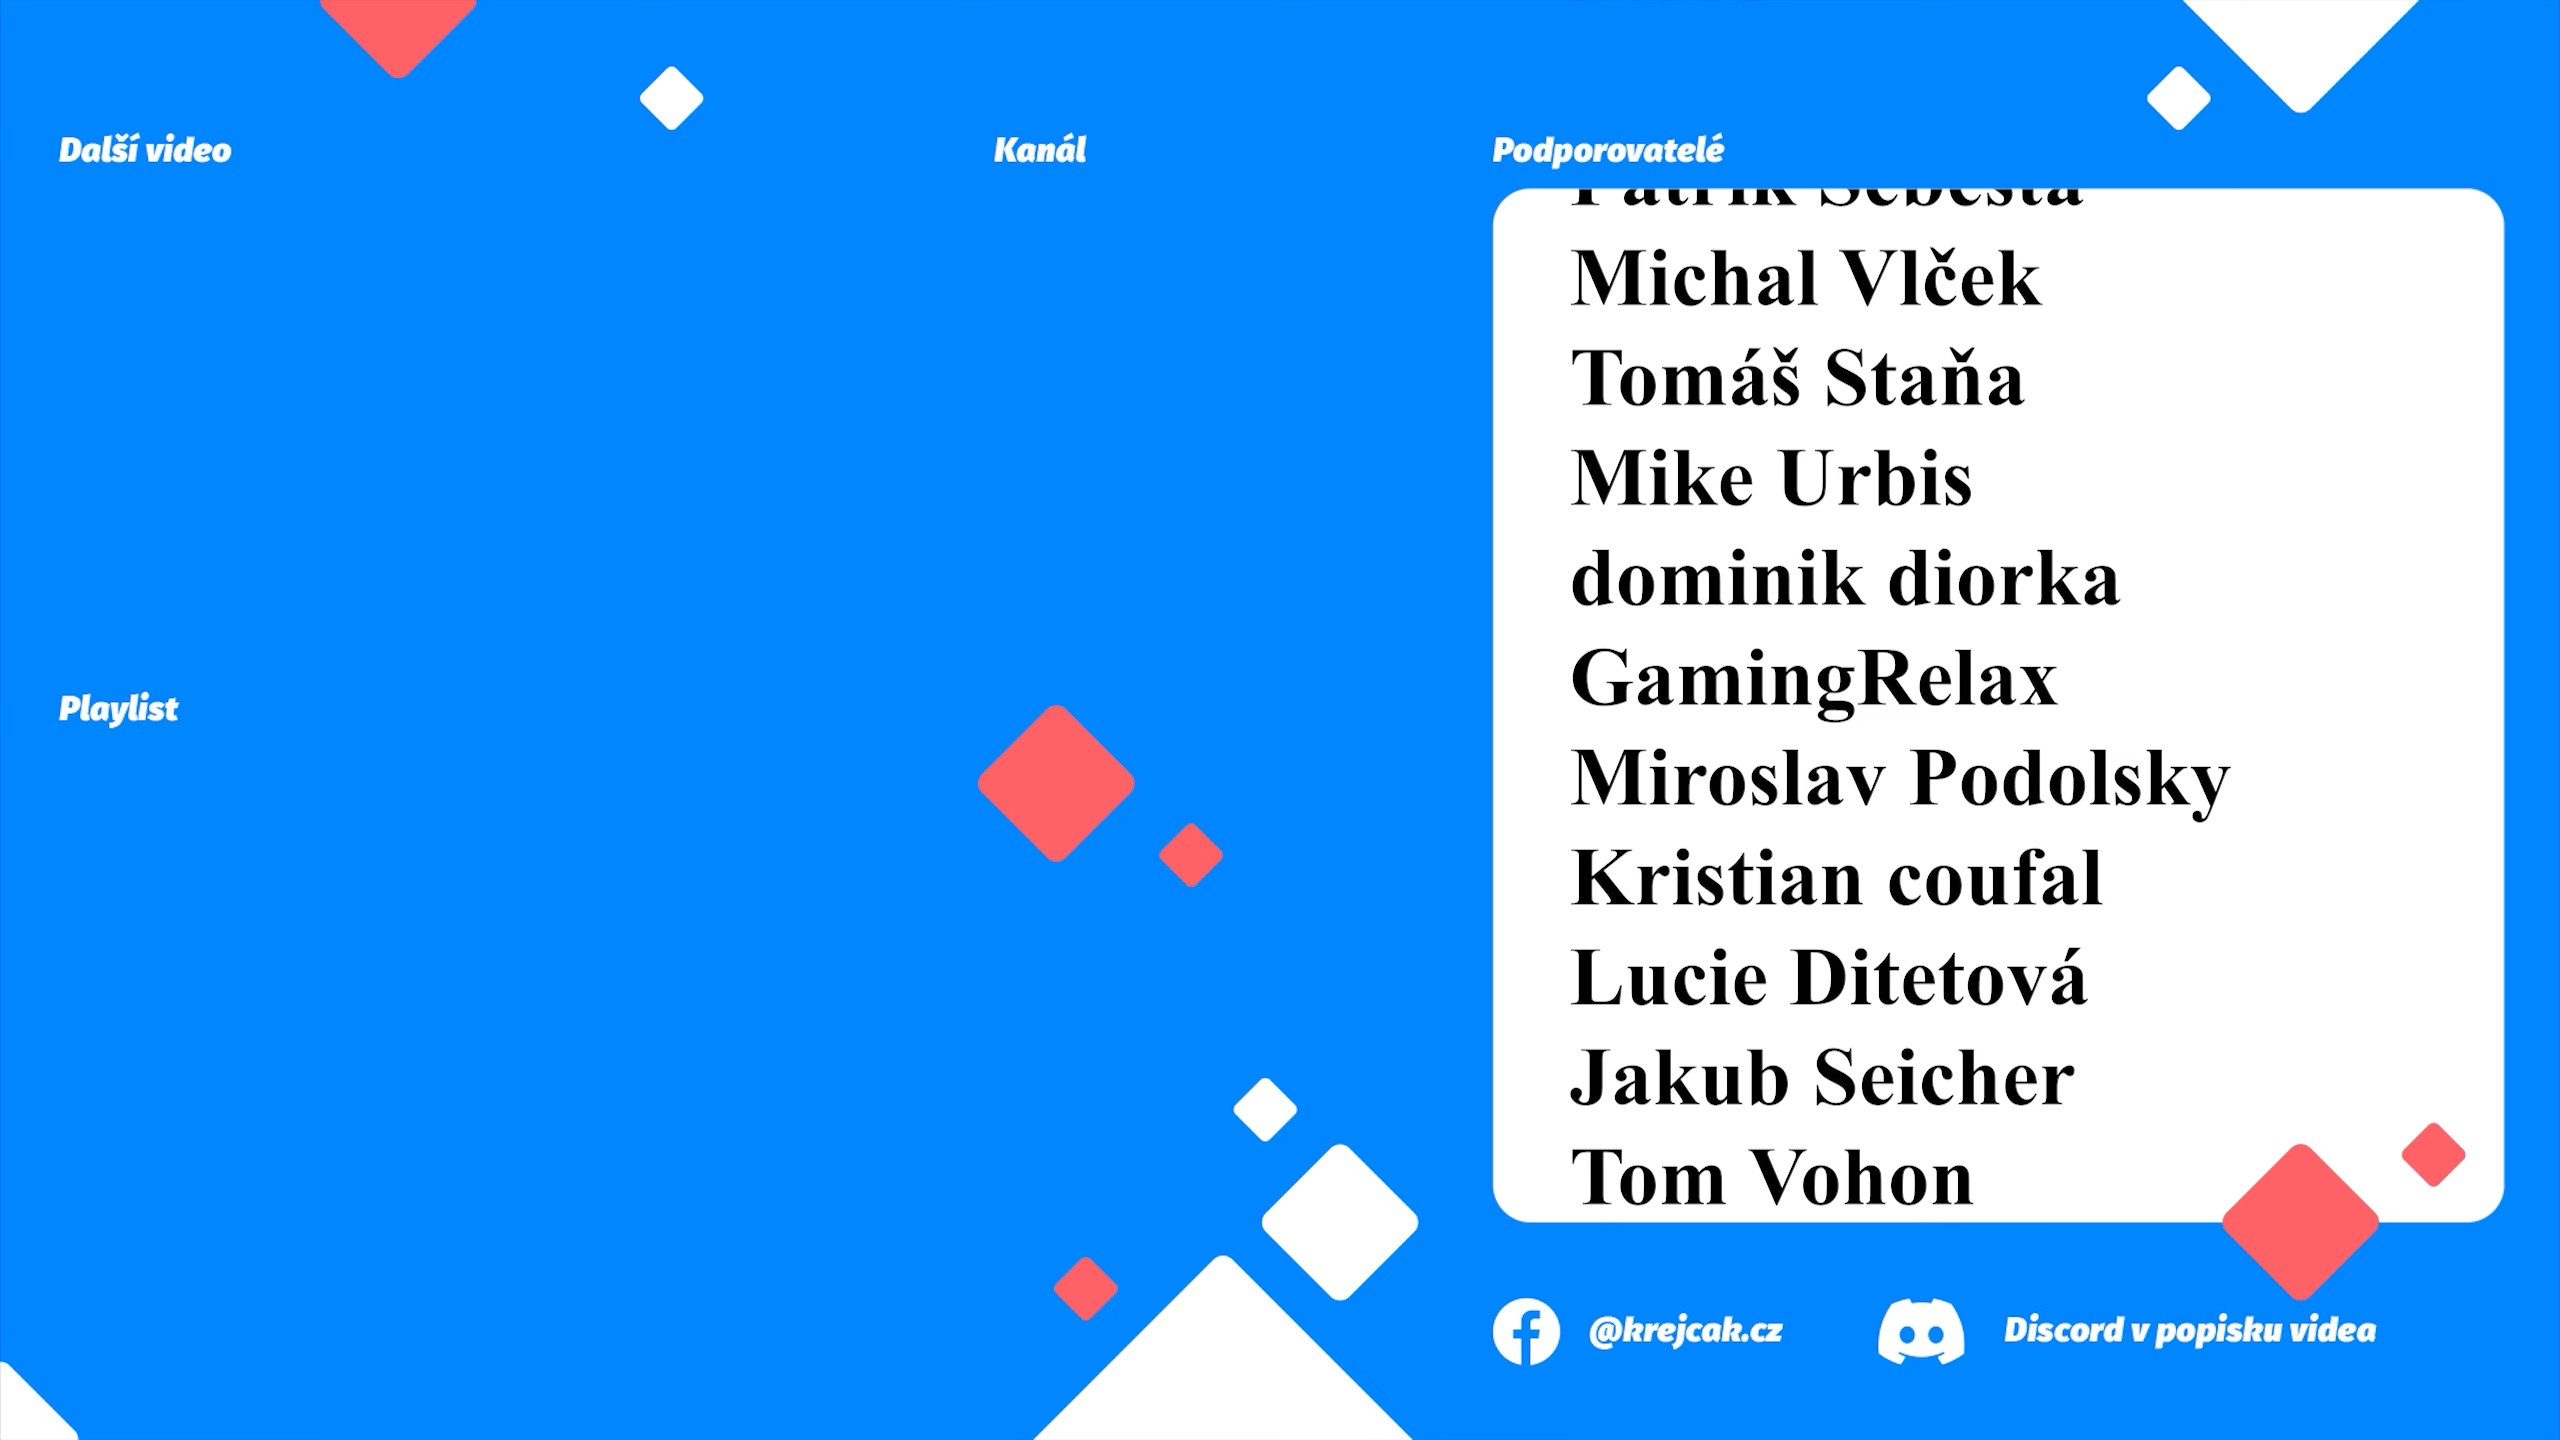 Další video
Kanál
Podporovatelé
Michal Vlček
Tomáš Staňa
Mike Urbis
dominik diorka
GamingRelax
Miroslav Podolsky
Kristian coufal
Lucie Ditetová
Jakub Seicher
Tom Vohon
Playlist
@krejcak.cz
Discord v popisku videa